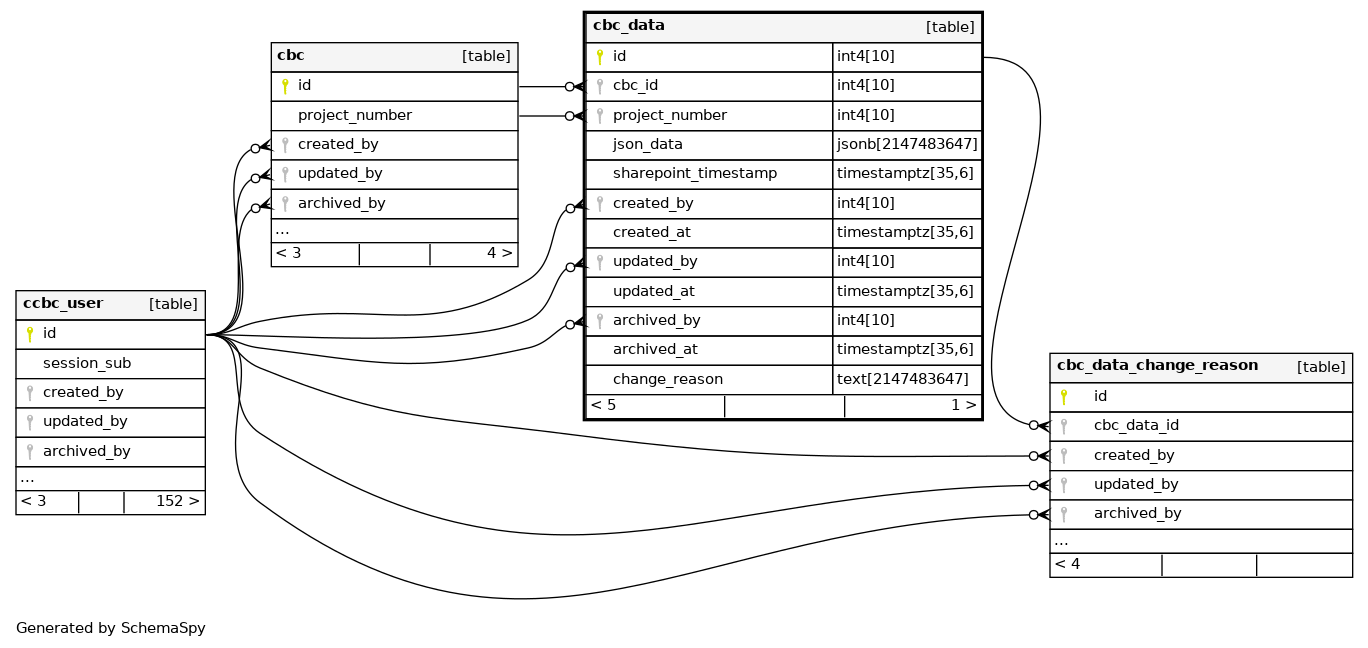 cbc [table]
id
project_number
created_by
updated_by
archived_by
...
< 3 4 >
cbc_data [table]
id int4[10]
cbc_id int4[10]
project_number int4[10]
json_data jsonb[2147483647]
sharepoint_timestamp timestamptz[35,6]
created_by int4[10]
created_at timestamptz[35,6]
updated_by int4[10]
updated_at timestamptz[35,6]
archived_by int4[10]
archived_at timestamptz[35,6]
change_reason text[2147483647]
< 5 1 >
ccbc_user [table]
id
session_sub
created_by
updated_by
archived_by
...
< 3 152 >
cbc_data_change_reason [table]
id
cbc_data_id
created_by
updated_by
archived_by
...
< 4
Generated by SchemaSpy